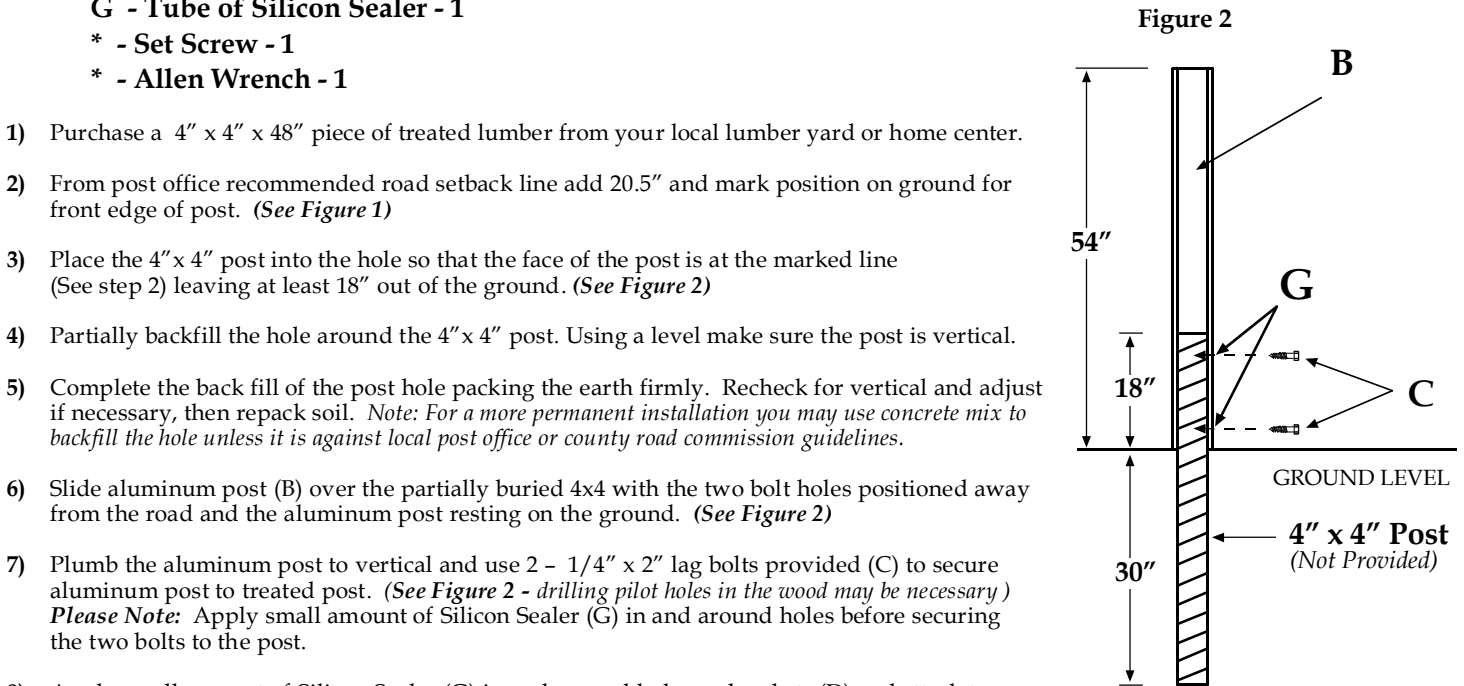 G - Tube of Silicon Sealer - 1
* - Set Screw - 1
* - Allen Wrench - 1
1) Purchase a 4" x 4" x 48" piece of treated lumber from your local lumber yard or home center.
2) From post office recommended road setback line add 20.5" and mark position on ground for
front edge of post. (See Figure 1)
3) Place the 4"x 4" post into the hole so that the face of the post is at the marked line
(See step 2) leaving at least 18" out of the ground. (See Figure 2)
4) Partially backfill the hole around the 4"x 4" post. Using a level make sure the post is vertical.
5) Complete the back fill of the post hole packing the earth firmly. Recheck for vertical and adjust
if necessary, then repack soil. Note: For a more permanent installation you may use concrete mix to
backfill the hole unless it is against local post office or county road commission guidelines.
6) Slide aluminum post (B) over the partially buried 4x4 with the two bolt holes positioned away
from the road and the aluminum post resting on the ground. (See Figure 2)
7) Plumb the aluminum post to vertical and use 2 – 1/4" x 2" lag bolts provided (C) to secure
aluminum post to treated post. (See Figure 2 - drilling pilot holes in the wood may be necessary )
Please Note: Apply small amount of Silicon Sealer (G) in and around holes before securing
the two bolts to the post.
Figure 2
B
54"
G
18"
C
GROUND LEVEL
4" x 4" Post
(Not Provided)
30"